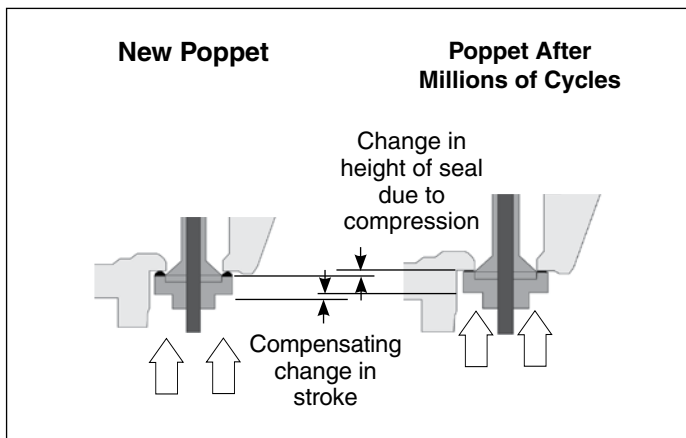 New Poppet
Poppet After
Millions of Cycles
Change in
height of seal
due to
compression
Compensating
change in
stroke